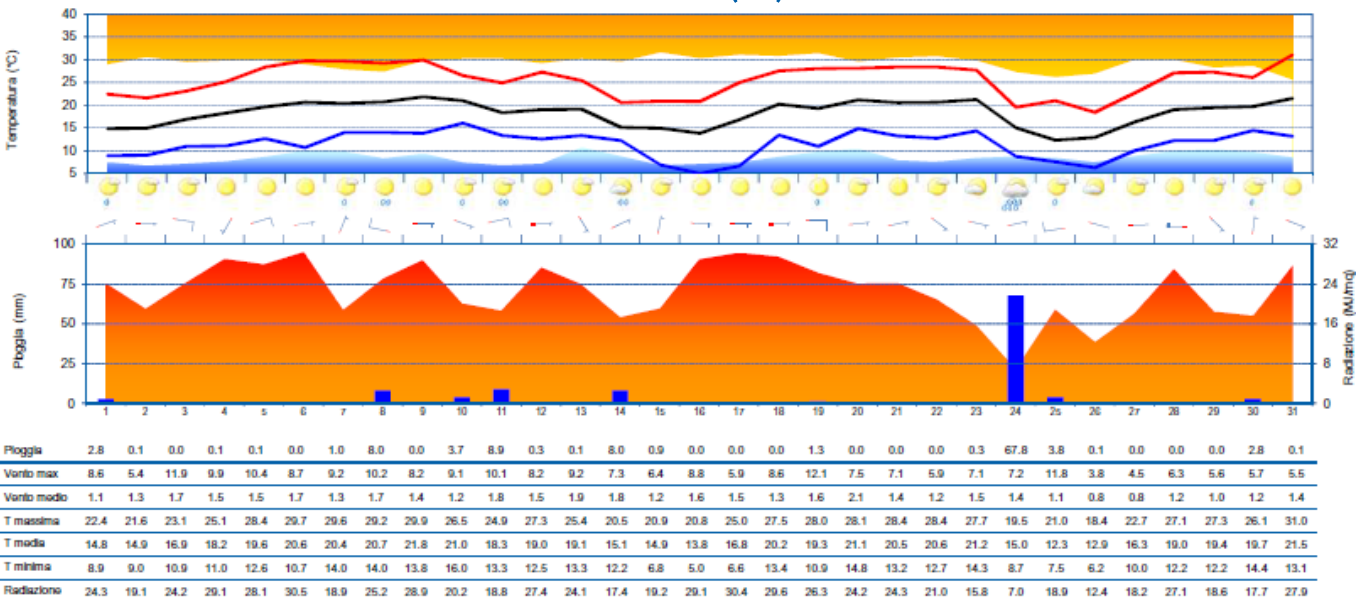 40
35
30
25
20
15
10
5
Temperatura (°C)
100
75
50
25
0
Pioggia (mm)
32
24
16
8
0
Radiazione (MJ/mq)
1 2 3 4 5 6 7 8 9 10 11 12 13 14 15 16 17 18 19 20 21 22 23 24 25 26 27 28 29 30 31
Pioggia 2.8 0.1 0.0 0.1 0.1 0.0 1.0 8.0 0.0 3.7 8.9 0.3 0.1 8.0 0.9 0.0 0.0 0.0 1.3 0.0 0.0 0.0 0.3 67.8 3.8 0.1 0.0 0.0 0.0 2.8 0.1
Vento max 8.6 5.4 11.9 9.9 10.4 8.7 9.2 10.2 8.2 9.1 10.1 8.2 9.2 7.3 6.4 8.8 5.9 8.6 12.1 7.5 7.1 5.9 7.1 7.2 11.8 3.8 4.5 6.3 5.6 5.7 5.5
Vento medio 1.1 1.3 1.7 1.5 1.5 1.7 1.3 1.7 1.4 1.2 1.8 1.5 1.9 1.8 1.2 1.6 1.5 1.3 1.6 2.1 1.4 1.2 1.5 1.4 1.1 0.8 0.8 1.2 1.0 1.2 1.4
T massima 22.4 21.6 23.1 25.1 28.4 29.7 29.6 29.2 29.9 26.5 24.9 27.3 25.4 20.5 20.9 20.8 25.0 27.5 28.0 28.1 28.4 28.4 27.7 19.5 21.0 18.4 22.7 27.1 27.3 26.1 31.0
T media 14.8 14.9 16.9 18.2 19.6 20.6 20.4 20.7 21.8 21.0 18.3 19.0 19.1 15.1 14.9 13.8 16.8 20.2 19.3 21.1 20.5 20.6 21.2 15.0 12.3 12.9 16.3 19.0 19.4 19.7 21.5
T minima 8.9 9.0 10.9 11.0 12.6 10.7 14.0 14.0 13.8 16.0 13.3 12.5 13.3 12.2 6.8 5.0 6.6 13.4 10.9 14.8 13.2 12.7 14.3 8.7 7.5 6.2 10.0 12.2 12.2 14.4 13.1
Radiazione 24.3 19.1 24.2 29.1 28.1 30.5 18.9 25.2 28.9 20.2 18.8 27.4 24.1 17.4 19.2 29.1 30.4 29.6 26.3 24.2 24.3 21.0 15.8 7.0 18.9 12.4 18.2 27.1 18.6 17.7 27.9